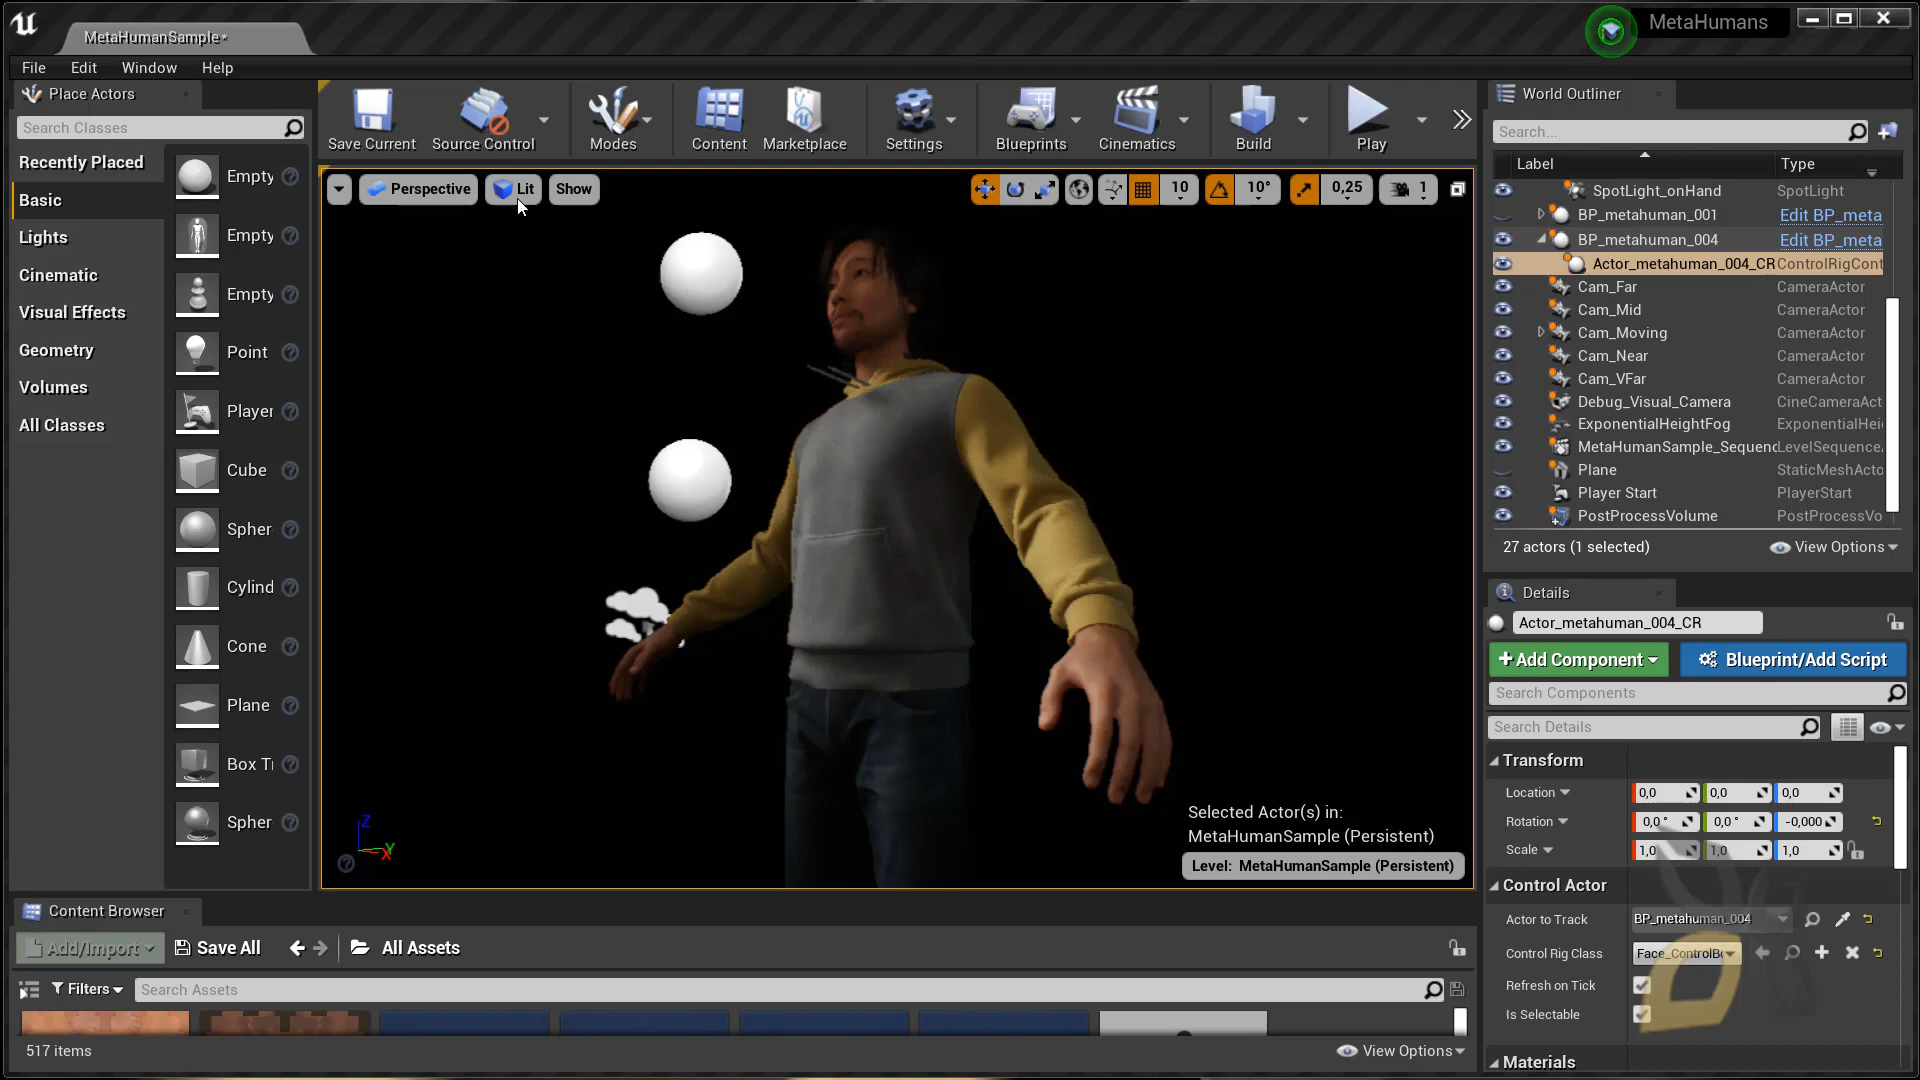 MetaHumanSample*
MetaHumans
File Edit Window Help
Place Actors
Search Classes
Recently Placed
Basic
Lights
Cinematic
Visual Effects
Geometry
Volumes
All Classes
Empty
Empty
Empty
Point
Player
Cube
Spher
Cylind
Cone
Plane
Box Tr
Spher
Save Current Source Control Modes Content Marketplace Settings Blueprints Cinematics Build Play
Perspective Lit Show 10 10° 0,25 1
Selected Actor(s) in:
MetaHumanSample (Persistent)
Level: MetaHumanSample (Persistent)
Z
Y
X
World Outliner
Search...
Label Type
SpotLight_onHand SpotLight
BP_metahuman_001 Edit BP_meta
BP_metahuman_004 Edit BP_meta
Actor_metahuman_004_CR ControlRigCont
Cam_Far CameraActor
Cam_Mid CameraActor
Cam_Moving CameraActor
Cam_Near CameraActor
Cam_VFar CameraActor
Debug_Visual_Camera CineCameraAct
ExponentialHeightFog ExponentialHei
MetaHumanSample_Sequenc LevelSequence
Plane StaticMeshActo
Player Start PlayerStart
PostProcessVolume PostProcessVo
27 actors (1 selected) View Options
Details
Actor_metahuman_004_CR
+Add Component Blueprint/Add Script
Search Components
Search Details
Transform
Location 0,0 0,0 0,0
Rotation 0,0 ° 0,0 ° -0,000
Scale 1,0 1,0 1,0
Control Actor
Actor to Track BP_metahuman_004
Control Rig Class Face_ControlBo
Refresh on Tick
Is Selectable
Materials
Content Browser
Add/Import Save All All Assets
Filters Search Assets
517 items View Options